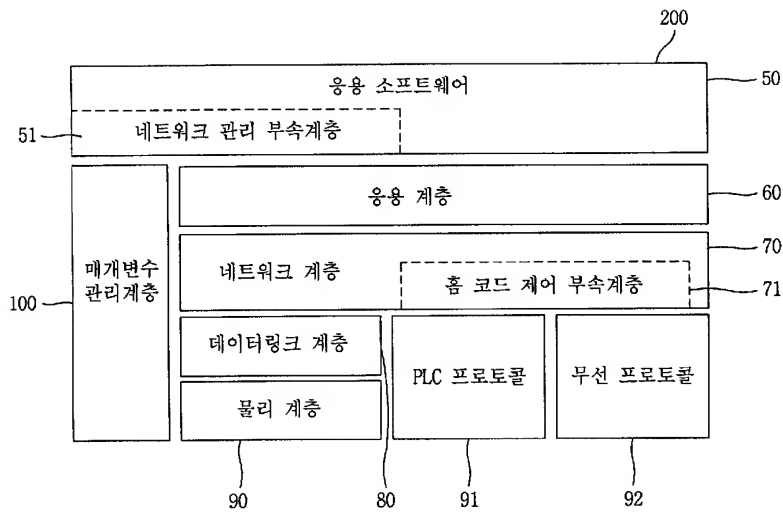 200
응용 소프트웨어
50
51
네트워크 관리 부속계층
응용 계층
60
매개변수
관리계층
100
네트워크 계층
70
홈 코드 제어 부속계층
71
데이터링크 계층
PLC 프로토콜
무선 프로토콜
물리 계층
90
80
91
92